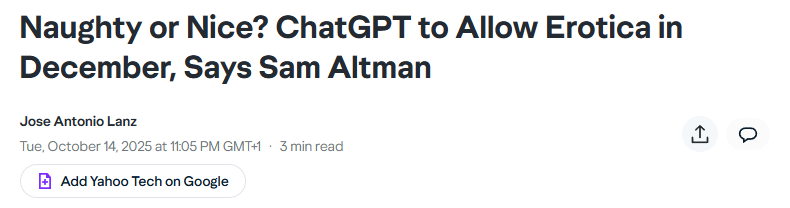 Naughty or Nice? ChatGPT to Allow Erotica in
December, Says Sam Altman
Jose Antonio Lanz
Tue, October 14, 2025 at 11:05 PM GMT+1 · 3 min read
Add Yahoo Tech on Google